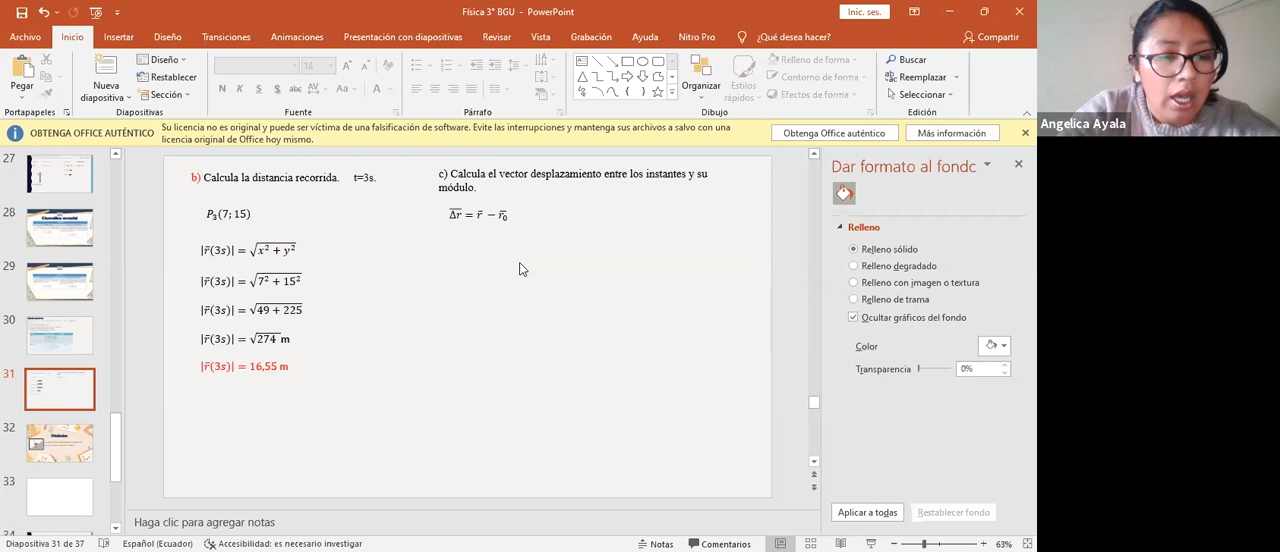 Física 3° BGU - PowerPoint
Inic. ses.
Archivo Inicio Insertar Diseño Transiciones Animaciones Presentación con diapositivas Revisar Vista Grabación Ayuda Nitro Pro ¿Qué desea hacer? Compartir
Pegar
Nueva diapositiva
Diseño
Restablecer
Sección
18
N K S
Organizar
Estilos rápidos
Relleno de forma
Contorno de forma
Efectos de forma
Buscar
Reemplazar
Seleccionar
Portapapeles Diapositivas Fuente Párrafo Dibujo Edición
OBTENGA OFFICE AUTÉNTICO Su licencia no es original y puede ser víctima de una falsificación de software. Evite las interrupciones y mantenga sus archivos a salvo con una
licencia original de Office hoy mismo.
Obtenga Office auténtico Más información
Angelica Ayala
27
28
29
30
31
32
33
b) Calcula la distancia recorrida. t=3s.
P₃(7; 15)
|r̄(3s)| = √(x² + y²)
|r̄(3s)| = √(7² + 15²)
|r̄(3s)| = √(49 + 225)
|r̄(3s)| = √274 m
|r̄(3s)| = 16,55 m
c) Calcula el vector desplazamiento entre los instantes y su
módulo.
Δr̄ = r̄ − r̄₀
Dar formato al fondc
Relleno
Relleno sólido
Relleno degradado
Relleno con imagen o textura
Relleno de trama
Ocultar gráficos del fondo
Color
Transparencia 0%
Aplicar a todas Restablecer fondo
Haga clic para agregar notas
Diapositiva 31 de 37 Español (Ecuador) Accesibilidad: es necesario investigar Notas Comentarios 63%